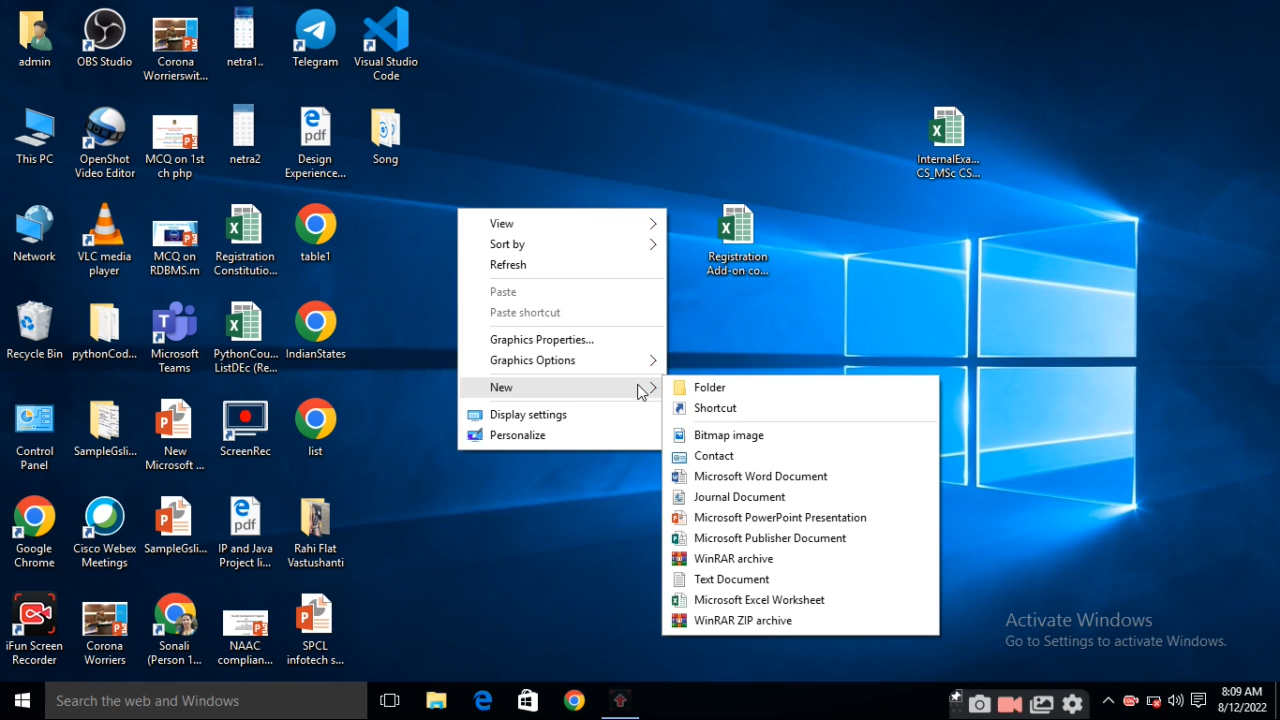 admin
OBS Studio
Corona
Worrierswit...
netra1..
Telegram
Visual Studio
Code
This PC
OpenShot
Video Editor
MCQ on 1st
ch php
netra2
Design
Experience...
Song
InternalExa...
CS_MSc CS...
Network
VLC media
player
MCQ on
RDBMS.m
Registration
Constitutio...
table1
Registration
Add-on co...
Recycle Bin
pythonCod...
Microsoft
Teams
PythonCou...
ListDEc (Re...
IndianStates
Control
Panel
SampleGsli...
New
Microsoft ...
ScreenRec
list
Google
Chrome
Cisco Webex
Meetings
SampleGsli...
IP and Java
Project li...
Rahi Flat
Vastushanti
iFun Screen
Recorder
Corona
Worriers
Sonali
(Person 1...
NAAC
complian...
SPCL
infotech s...
View
Sort by
Refresh
Paste
Paste shortcut
Graphics Properties...
Graphics Options
New
Display settings
Personalize
Folder
Shortcut
Bitmap image
Contact
Microsoft Word Document
Journal Document
Microsoft PowerPoint Presentation
Microsoft Publisher Document
WinRAR archive
Text Document
Microsoft Excel Worksheet
WinRAR ZIP archive
Activate Windows
Go to Settings to activate Windows.
Search the web and Windows
8:09 AM
8/12/2022